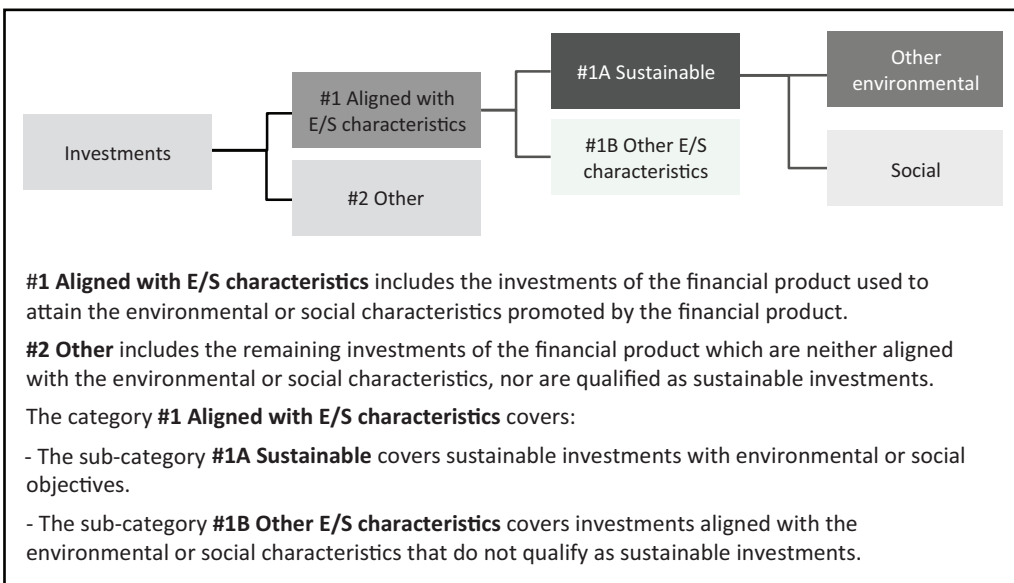 Investments
#1 Aligned with
E/S characteristics
#2 Other
#1A Sustainable
#1B Other E/S
characteristics
Other
environmental
Social
#1 Aligned with E/S characteristics includes the investments of the financial product used to
attain the environmental or social characteristics promoted by the financial product.
#2 Other includes the remaining investments of the financial product which are neither aligned
with the environmental or social characteristics, nor are qualified as sustainable investments.
The category #1 Aligned with E/S characteristics covers:
- The sub-category #1A Sustainable covers sustainable investments with environmental or social
objectives.
- The sub-category #1B Other E/S characteristics covers investments aligned with the
environmental or social characteristics that do not qualify as sustainable investments.